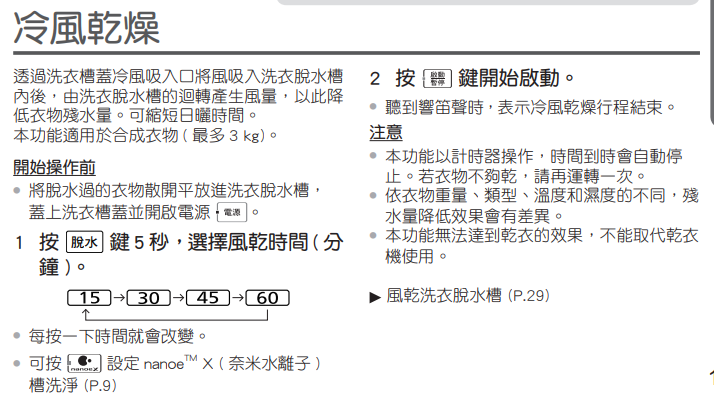 冷風乾燥
透過洗衣槽蓋冷風吸入口將風吸入洗衣脫水槽
內後，由洗衣脫水槽的迴轉產生風量，以此降
低衣物殘水量。可縮短日曬時間。
本功能適用於合成衣物 ( 最多 3 kg)。
開始操作前
• 將脫水過的衣物散開平放進洗衣脫水槽，
蓋上洗衣槽蓋並開啟電源 電源 。
1 按 脫水 鍵 5 秒，選擇風乾時間 ( 分
鐘 )。
15 → 30 → 45 → 60
• 每按一下時間就會改變。
• 可按 nanoeX 設定 nanoe™ X ( 奈米水離子 )
槽洗淨 (P.9)
2 按 啟動 暫停 鍵開始啟動。
• 聽到響笛聲時，表示冷風乾燥行程結束。
注意
• 本功能以計時器操作，時間到時會自動停
止。若衣物不夠乾，請再運轉一次。
• 依衣物重量、類型、溫度和濕度的不同，殘
水量降低效果會有差異。
• 本功能無法達到乾衣的效果，不能取代乾衣
機使用。
▶ 風乾洗衣脫水槽 (P.29)